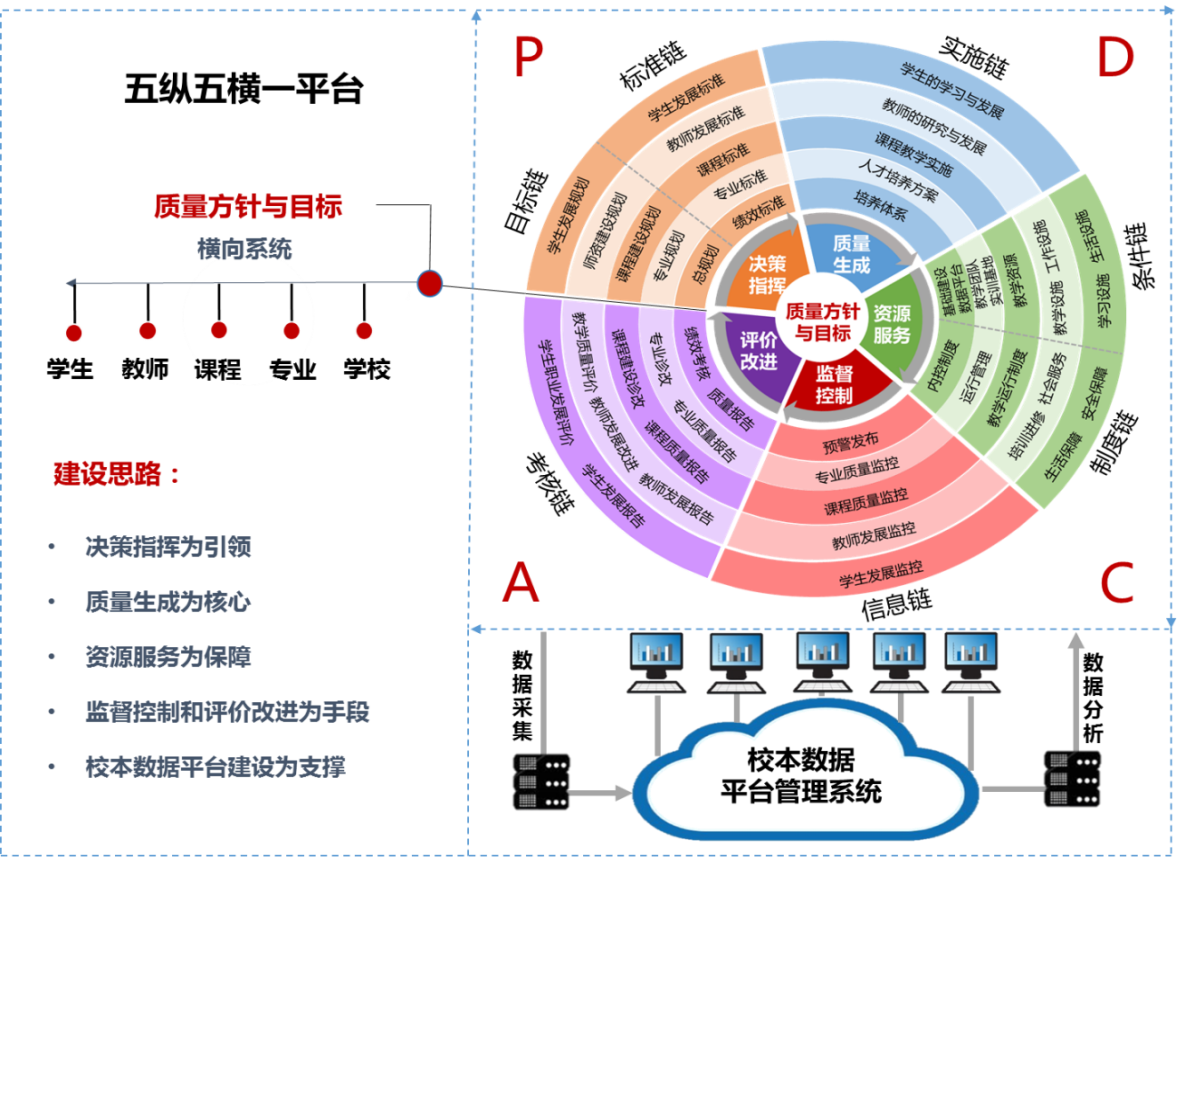 五纵五横一平台
质量方针与目标
横向系统
学生
教师
课程
专业
学校
建设思路：
• 决策指挥为引领
• 质量生成为核心
• 资源服务为保障
• 监督控制和评价改进为手段
• 校本数据平台建设为支撑
P
D
A
C
目标链
标准链
实施链
条件链
制度链
信息链
考核链
质量方针
与目标
决策
指挥
质量
生成
资源
服务
监督
控制
评价
改进
学生发展标准
教师发展标准
课程标准
专业标准
绩效标准
学生发展规划
师资建设规划
课程建设规划
专业规划
总规划
学生的学习与发展
教师的研究与发展
课程教学实施
人才培养方案
培养体系
基础建设
数据平台
教学团队
实训基地
教学资源
教学设施 工作设施
学习设施 生活设施
内控制度
运行管理
教学运行制度
培训进修 社会服务
生活保障 安全保障
预警发布
专业质量监控
课程质量监控
教师发展监控
学生发展监控
绩效考核 质量报告
专业诊改 专业质量报告
课程建设诊改 课程质量报告
教学质量评价 教师发展改进 教师发展报告
学生职业发展评价 学生发展报告
数据采集
数据分析
校本数据
平台管理系统